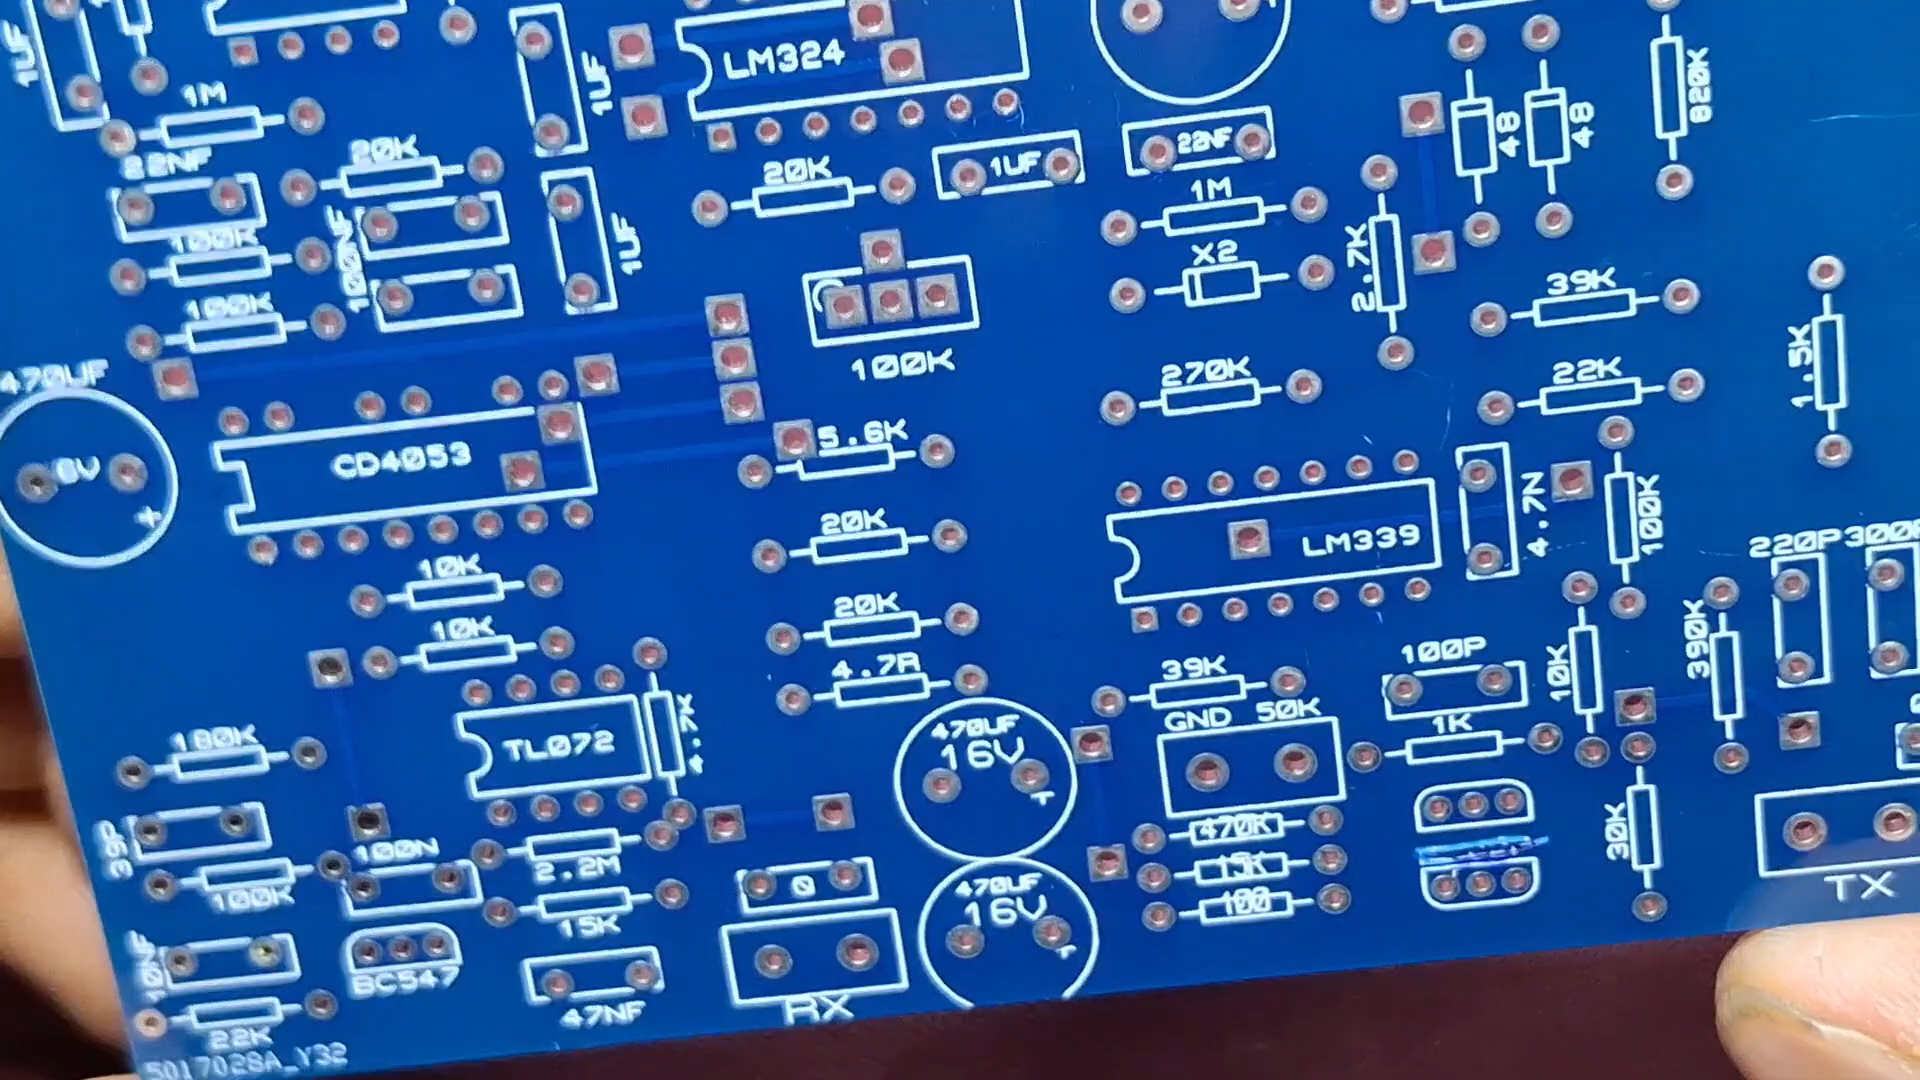 1UF
LM324
1UF
820K
48
48
1M
22NF
20K
20K
1UF
22NF
1M
100K
100NF
1UF
X2
2.7K
39K
100K
100K
470UF
270K
22K
1.5K
6V
+
CD4053
5.6K
20K
LM339
4.7N
100K
220P
10K
20K
10K
4.7R
39K
100P
10K
390K
GND 50K
1K
180K
TL072
4.7K
470UF
16V
+
39P
100K
100N
2.2M
15K
0
470K
15K
100
30K
TX
470UF
16V
+
10NF
BC547
47NF
RX
22K
5017028A_Y32